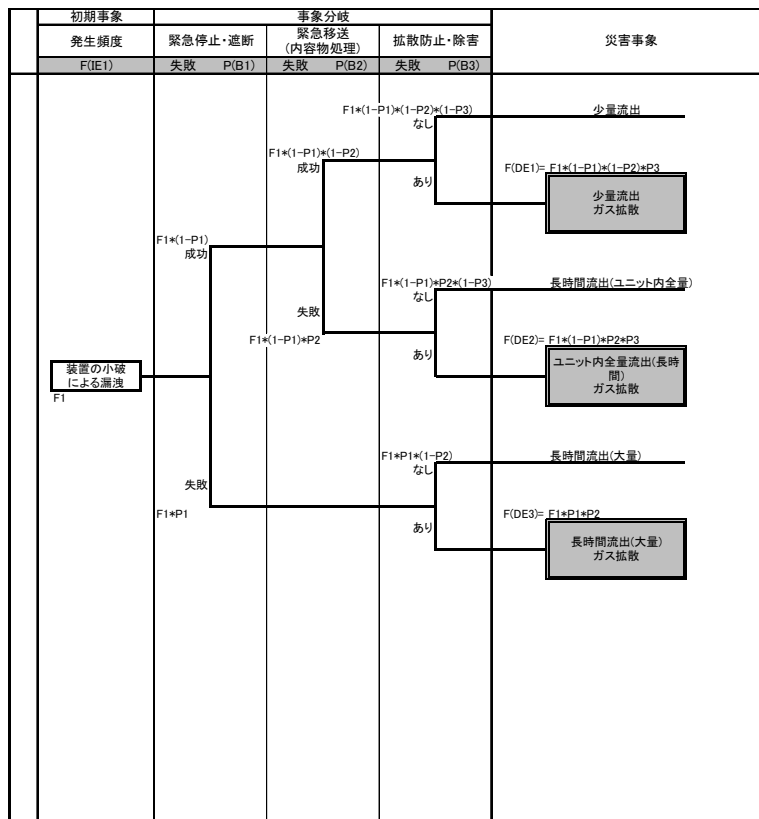 初期事象
事象分岐
災害事象
発生頻度
緊急停止・遮断
緊急移送
(内容物処理)
拡散防止・除害
F(IE1)
失敗 P(B1)
失敗 P(B2)
失敗 P(B3)
F1*(1-P1)*(1-P2)*(1-P3)
なし
少量流出
F1*(1-P1)*(1-P2)
成功
あり
F(DE1)= F1*(1-P1)*(1-P2)*P3
少量流出
ガス拡散
F1*(1-P1)
成功
F1*(1-P1)*P2*(1-P3)
なし
長時間流出(ユニット内全量)
失敗
F1*(1-P1)*P2
あり
F(DE2)= F1*(1-P1)*P2*P3
ユニット内全量流出(長時
間)
ガス拡散
装置の小破
による漏洩
F1
F1*P1*(1-P2)
なし
長時間流出(大量)
失敗
F1*P1
あり
F(DE3)= F1*P1*P2
長時間流出(大量)
ガス拡散